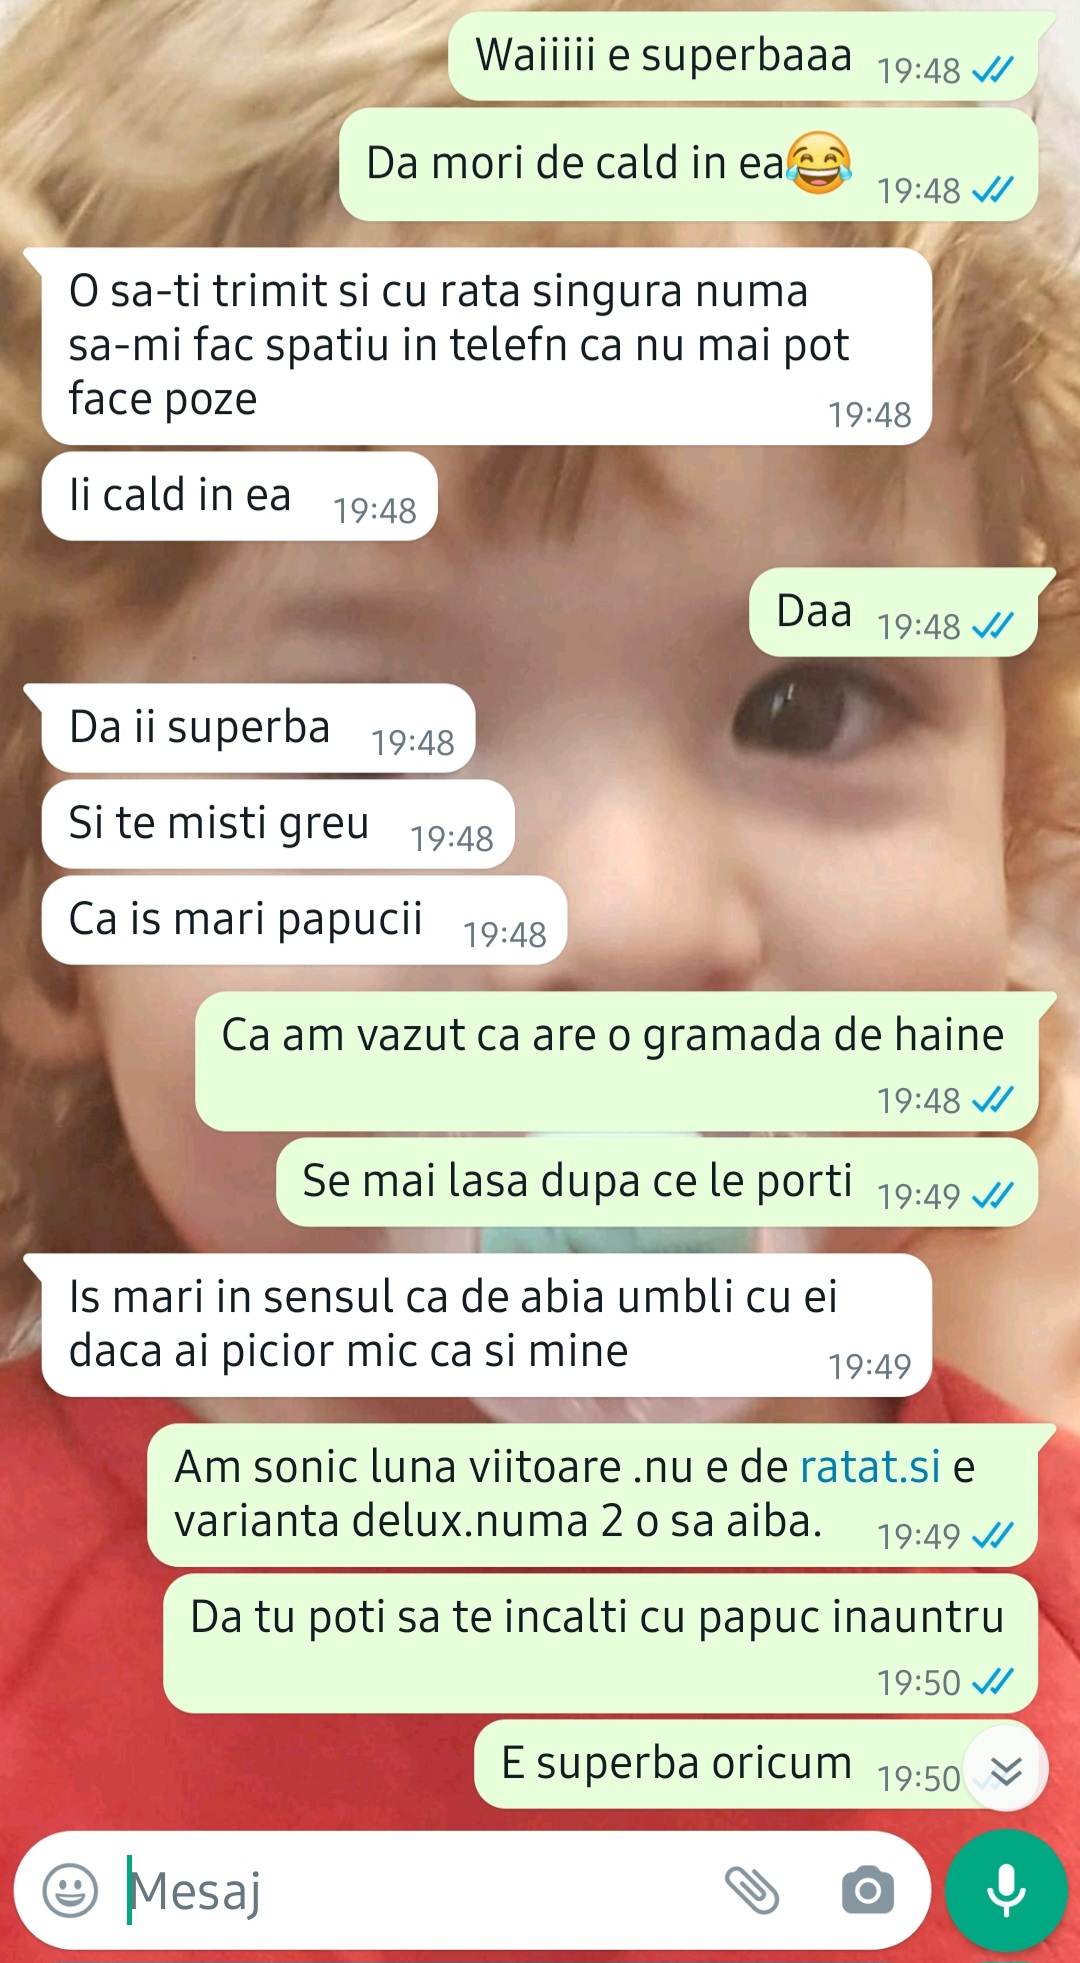 Waiiiii e superbaaa 19:48
Da mori de cald in ea😂 19:48
O sa-ti trimit si cu rata singura numa
sa-mi fac spatiu in telefn ca nu mai pot
face poze 19:48
Ii cald in ea 19:48
Daa 19:48
Da ii superba 19:48
Si te misti greu 19:48
Ca is mari papucii 19:48
Ca am vazut ca are o gramada de haine
19:48
Se mai lasa dupa ce le porti 19:49
Is mari in sensul ca de abia umbli cu ei
daca ai picior mic ca si mine 19:49
Am sonic luna viitoare .nu e de ratat.si e
varianta delux.numa 2 o sa aiba. 19:49
Da tu poti sa te incalti cu papuc inauntru
19:50
E superba oricum 19:50
Mesaj